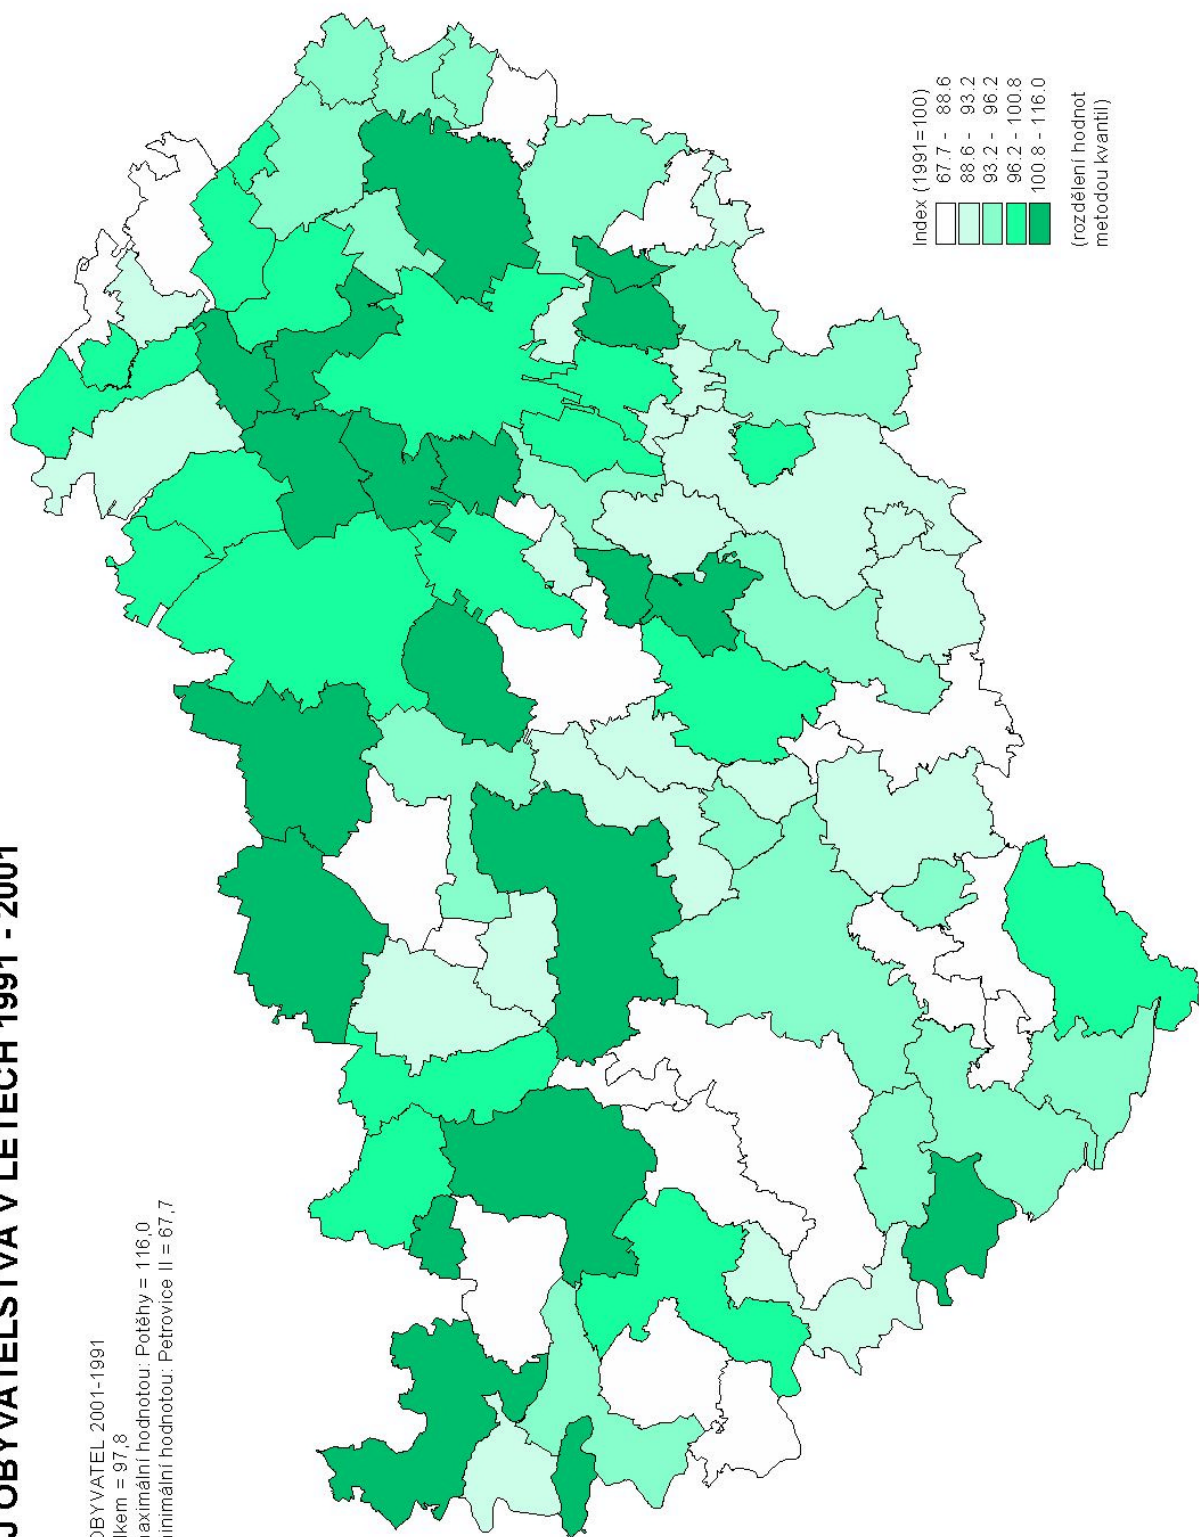 J OBYVATELSTVA V LETECH 1991 - 2001
OBYVATEL 2001-1991
lkem = 97,8
aximální hodnotou: Potěhy = 116,0
inimální hodnotou: Petrovice II = 67,7
Index (1991=100)
67.7 - 88.6
88.6 - 93.2
93.2 - 96.2
96.2 - 100.8
100.8 - 116.0
(rozdělení hodnot
metodou kvantil)